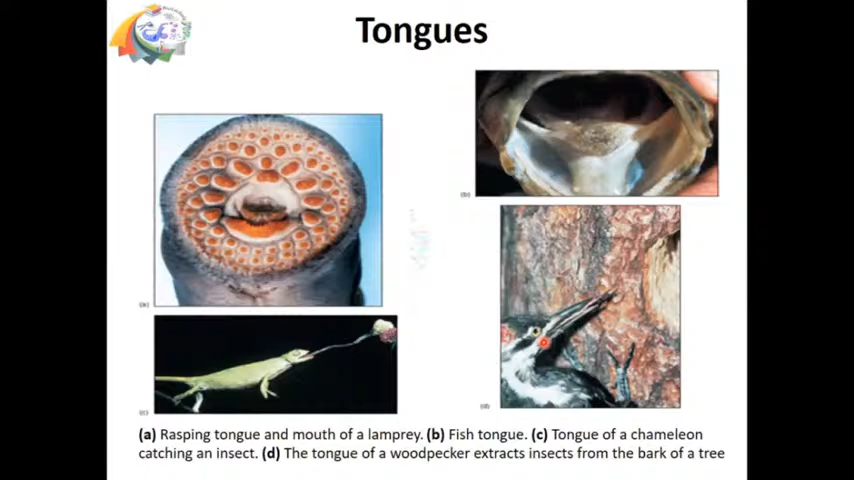 Tongues
(b)
(a)
(c)
(d)
(a) Rasping tongue and mouth of a lamprey. (b) Fish tongue. (c) Tongue of a chameleon
catching an insect. (d) The tongue of a woodpecker extracts insects from the bark of a tree